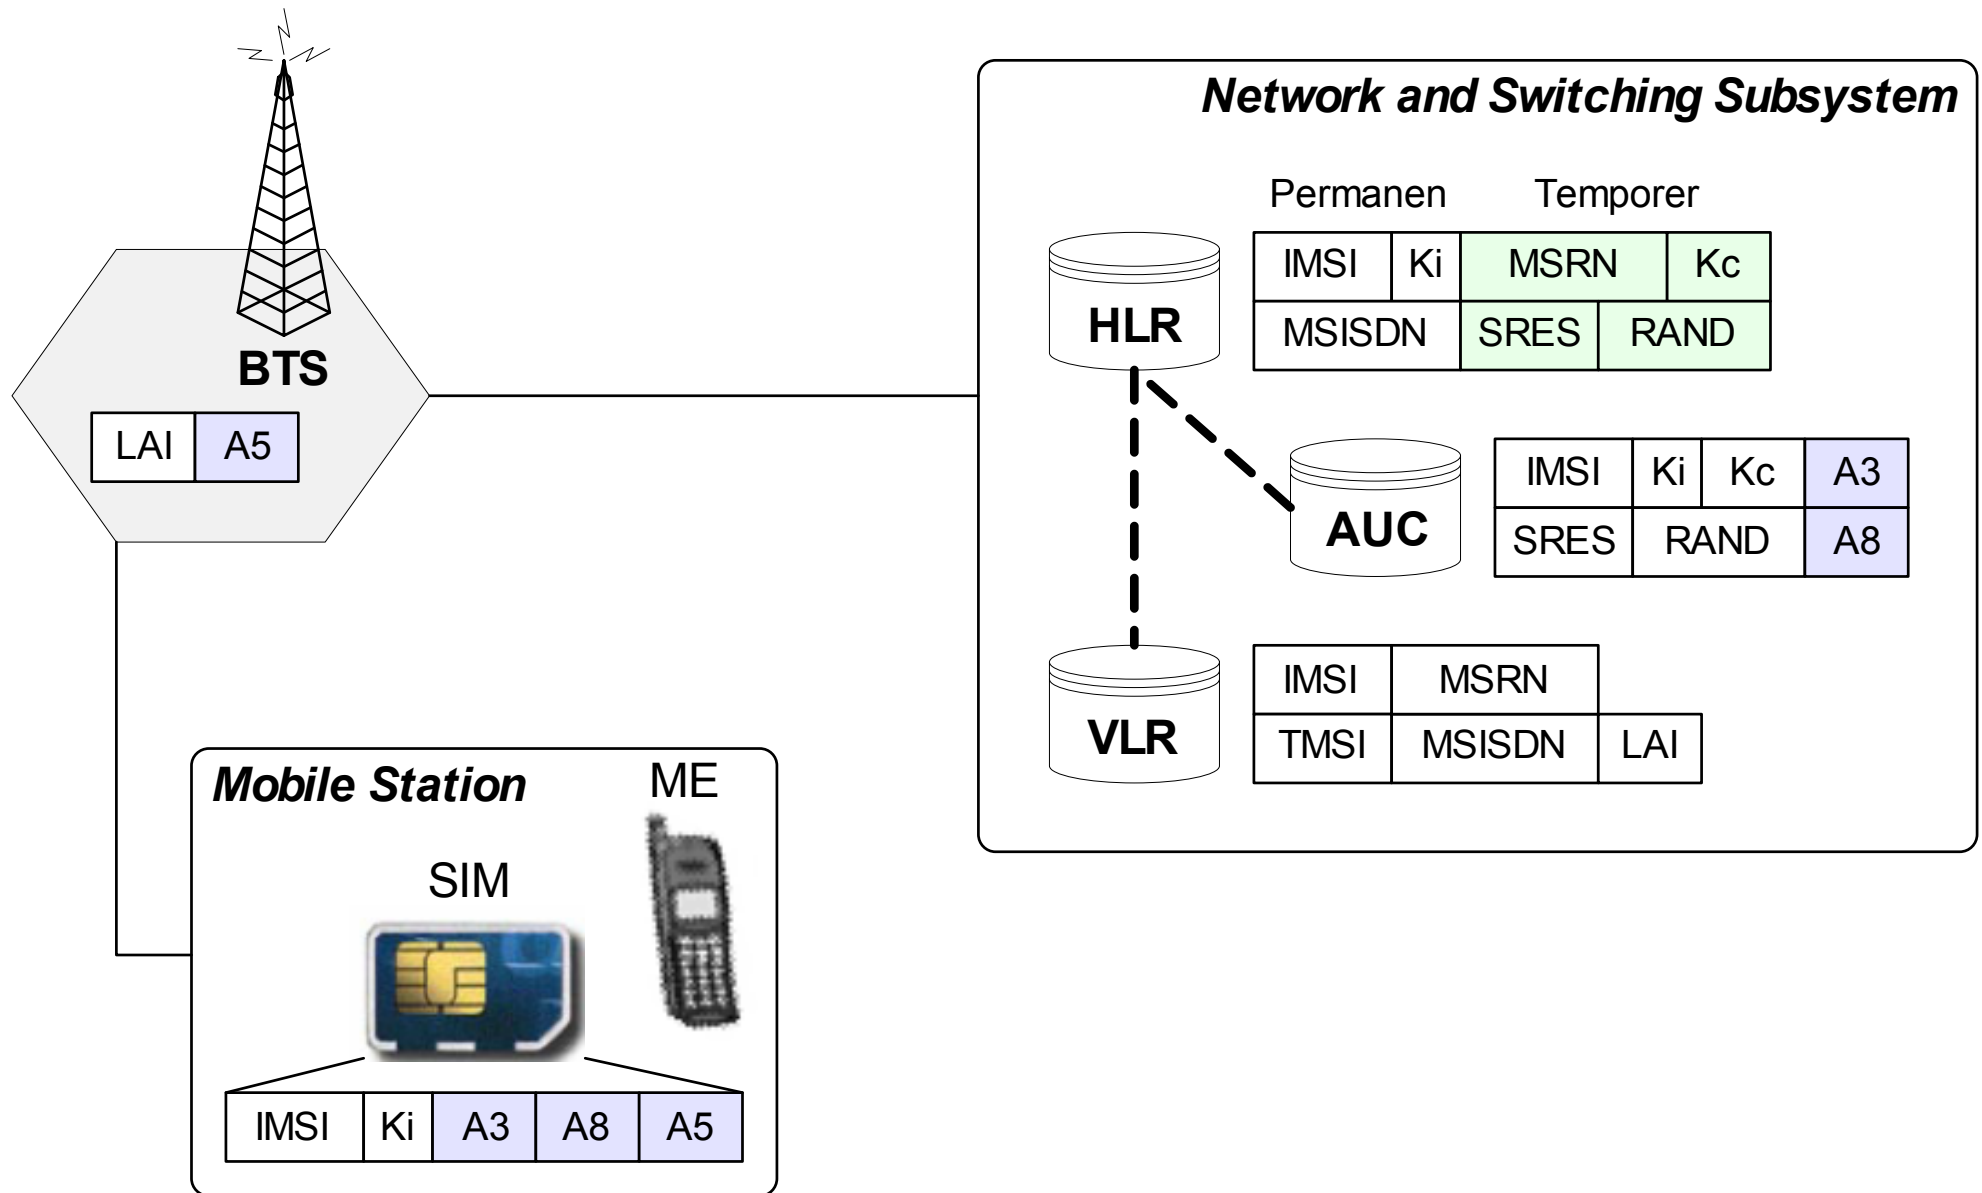 Network and Switching Subsystem
Permanen Temporer
HLR
IMSI Ki MSRN Kc
MSISDN SRES RAND
BTS
LAI A5
AUC
IMSI Ki Kc A3
SRES RAND A8
VLR
IMSI MSRN
TMSI MSISDN LAI
Mobile Station
ME
SIM
IMSI Ki A3 A8 A5